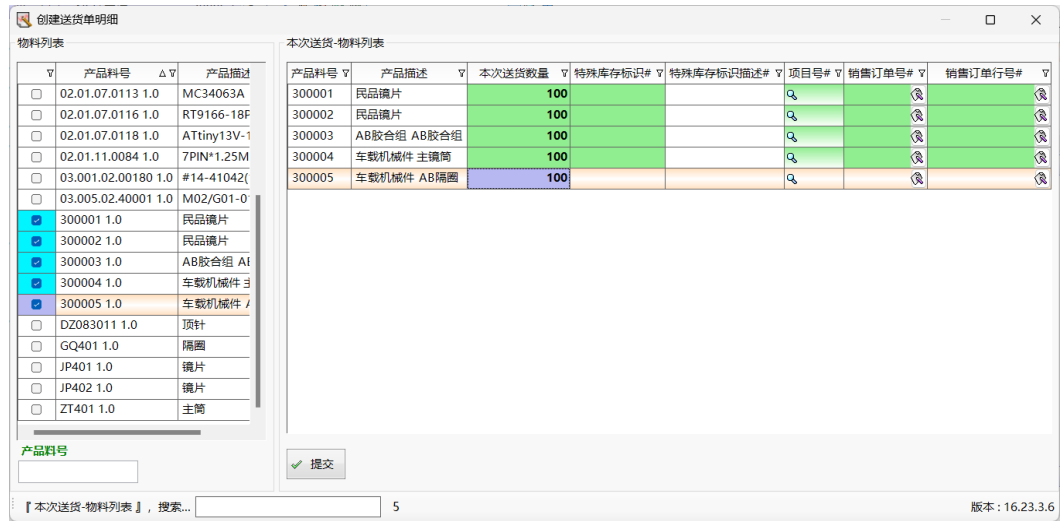 创建送货单明细
物料列表
产品料号 产品描述
02.01.07.0113 1.0 MC34063A
02.01.07.0116 1.0 RT9166-18P
02.01.07.0118 1.0 ATtiny13V-1
02.01.11.0084 1.0 7PIN*1.25M
03.001.02.00180 1.0 #14-41042(
03.005.02.40001 1.0 M02/G01-01
300001 1.0 民品镜片
300002 1.0 民品镜片
300003 1.0 AB胶合组 AB
300004 1.0 车载机械件 主
300005 1.0 车载机械件 A
DZ083011 1.0 顶针
GQ401 1.0 隔圈
JP401 1.0 镜片
JP402 1.0 镜片
ZT401 1.0 主筒
产品料号
本次送货-物料列表
产品料号 产品描述 本次送货数量 特殊库存标识# 特殊库存标识描述# 项目号# 销售订单号# 销售订单行号#
300001 民品镜片 100
300002 民品镜片 100
300003 AB胶合组 AB胶合组 100
300004 车载机械件 主镜筒 100
300005 车载机械件 AB隔圈 100
提交
『 本次送货-物料列表 』, 搜索... 5
版本 : 16.23.3.6